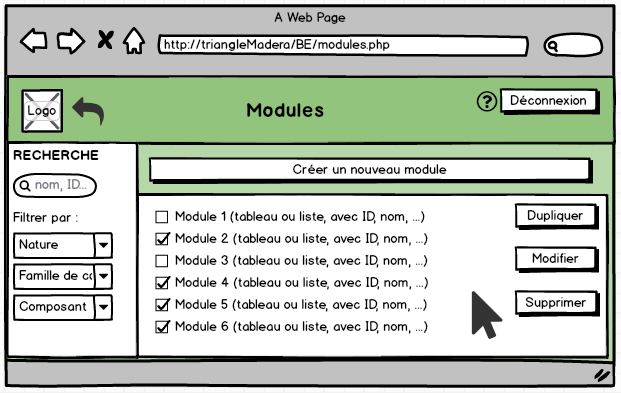 A Web Page
http://triangleMadera/BE/modules.php
Logo
Modules
?
Déconnexion
RECHERCHE
nom, ID...
Filtrer par :
Nature
Famille de co
Composant
Créer un nouveau module
Module 1 (tableau ou liste, avec ID, nom, ...)
Module 2 (tableau ou liste, avec ID, nom, ...)
Module 3 (tableau ou liste, avec ID, nom, ...)
Module 4 (tableau ou liste, avec ID, nom, ...)
Module 5 (tableau ou liste, avec ID, nom, ...)
Module 6 (tableau ou liste, avec ID, nom, ...)
Dupliquer
Modifier
Supprimer